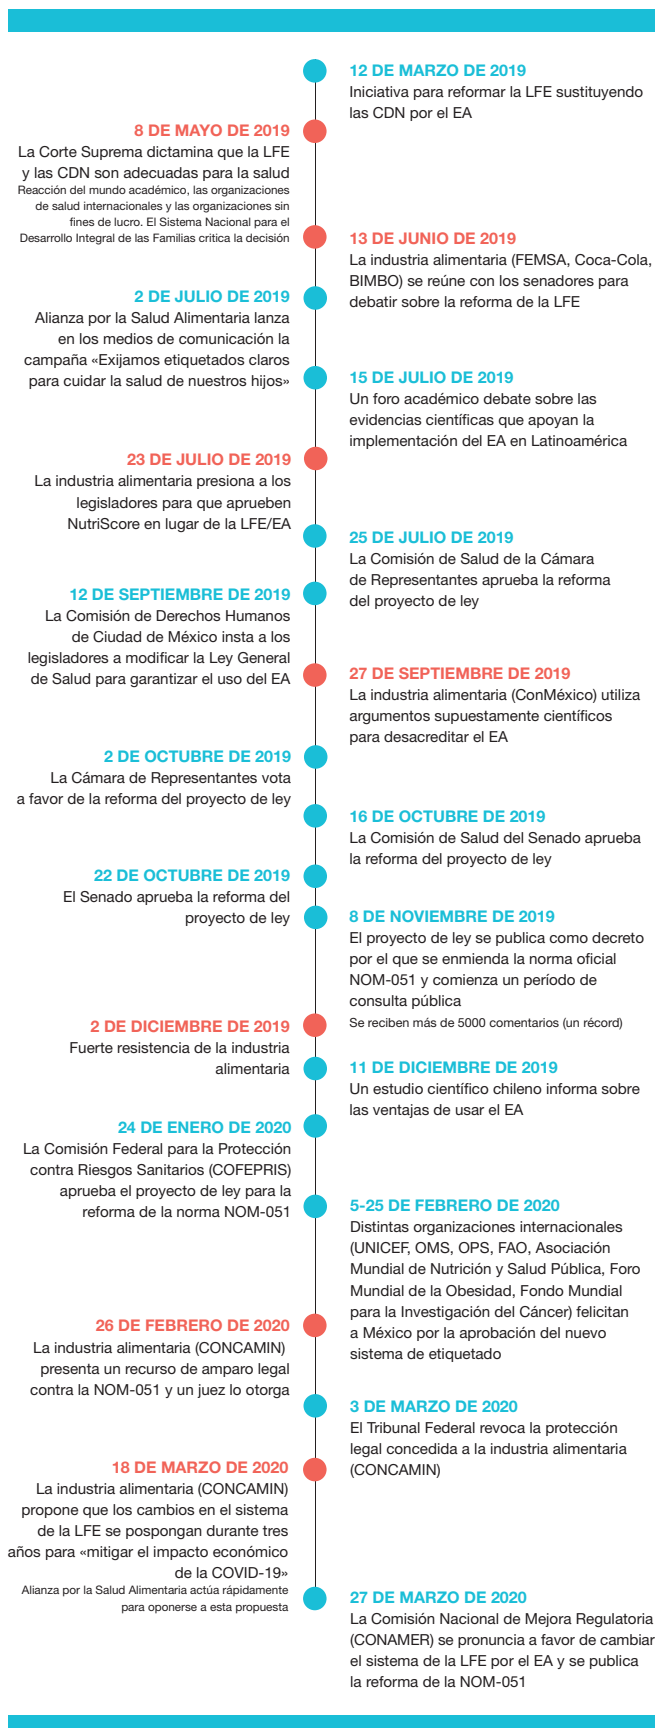 12 DE MARZO DE 2019
Iniciativa para reformar la LFE sustituyendo
las CDN por el EA
8 DE MAYO DE 2019
La Corte Suprema dictamina que la LFE
y las CDN son adecuadas para la salud
Reacción del mundo académico, las organizaciones
de salud internacionales y las organizaciones sin
fines de lucro. El Sistema Nacional para el
Desarrollo Integral de las Familias critica la decisión
13 DE JUNIO DE 2019
La industria alimentaria (FEMSA, Coca-Cola,
BIMBO) se reúne con los senadores para
debatir sobre la reforma de la LFE
2 DE JULIO DE 2019
Alianza por la Salud Alimentaria lanza
en los medios de comunicación la
campaña «Exijamos etiquetados claros
para cuidar la salud de nuestros hijos»
15 DE JULIO DE 2019
Un foro académico debate sobre las
evidencias científicas que apoyan la
implementación del EA en Latinoamérica
23 DE JULIO DE 2019
La industria alimentaria presiona a los
legisladores para que aprueben
NutriScore en lugar de la LFE/EA
25 DE JULIO DE 2019
La Comisión de Salud de la Cámara
de Representantes aprueba la reforma
del proyecto de ley
12 DE SEPTIEMBRE DE 2019
La Comisión de Derechos Humanos
de Ciudad de México insta a los
legisladores a modificar la Ley General
de Salud para garantizar el uso del EA
27 DE SEPTIEMBRE DE 2019
La industria alimentaria (ConMéxico) utiliza
argumentos supuestamente científicos
para desacreditar el EA
2 DE OCTUBRE DE 2019
La Cámara de Representantes vota
a favor de la reforma del proyecto de ley
16 DE OCTUBRE DE 2019
La Comisión de Salud del Senado aprueba
la reforma del proyecto de ley
22 DE OCTUBRE DE 2019
El Senado aprueba la reforma del
proyecto de ley
8 DE NOVIEMBRE DE 2019
El proyecto de ley se publica como decreto
por el que se enmienda la norma oficial
NOM-051 y comienza un período de
consulta pública
Se reciben más de 5000 comentarios (un récord)
2 DE DICIEMBRE DE 2019
Fuerte resistencia de la industria
alimentaria
11 DE DICIEMBRE DE 2019
Un estudio científico chileno informa sobre
las ventajas de usar el EA
24 DE ENERO DE 2020
La Comisión Federal para la Protección
contra Riesgos Sanitarios (COFEPRIS)
aprueba el proyecto de ley para la
reforma de la norma NOM-051
5-25 DE FEBRERO DE 2020
Distintas organizaciones internacionales
(UNICEF, OMS, OPS, FAO, Asociación
Mundial de Nutrición y Salud Pública, Foro
Mundial de la Obesidad, Fondo Mundial
para la Investigación del Cáncer) felicitan
a México por la aprobación del nuevo
sistema de etiquetado
26 DE FEBRERO DE 2020
La industria alimentaria (CONCAMIN)
presenta un recurso de amparo legal
contra la NOM-051 y un juez lo otorga
3 DE MARZO DE 2020
El Tribunal Federal revoca la protección
legal concedida a la industria alimentaria
(CONCAMIN)
18 DE MARZO DE 2020
La industria alimentaria (CONCAMIN)
propone que los cambios en el sistema
de la LFE se pospongan durante tres
años para «mitigar el impacto económico
de la COVID-19»
Alianza por la Salud Alimentaria actúa rápidamente
para oponerse a esta propuesta
27 DE MARZO DE 2020
La Comisión Nacional de Mejora Regulatoria
(CONAMER) se pronuncia a favor de cambiar
el sistema de la LFE por el EA y se publica
la reforma de la NOM-051